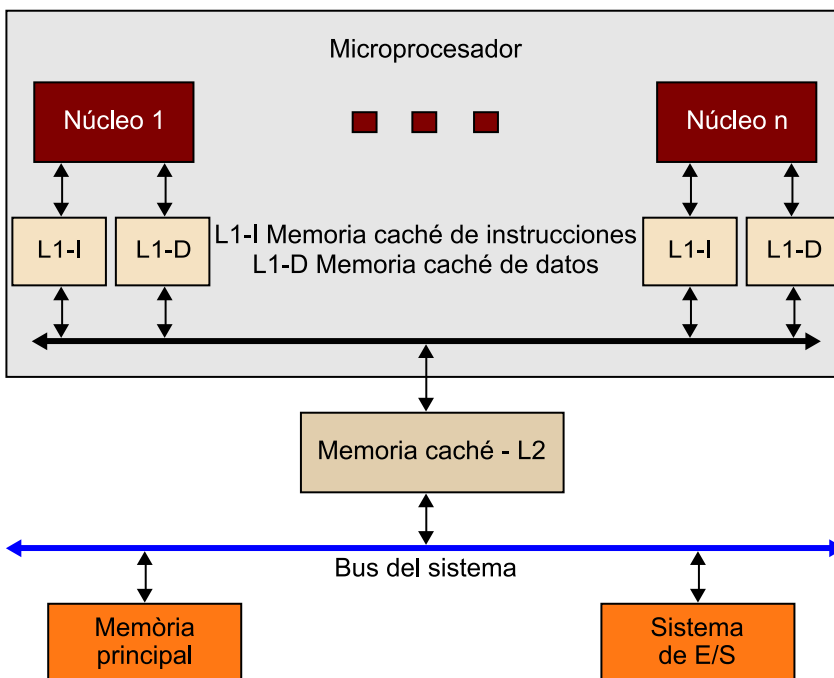 Microprocesador
Núcleo 1
Núcleo n
L1-I
L1-D
L1-I Memoria caché de instrucciones
L1-D Memoria caché de datos
L1-I
L1-D
Memoria caché - L2
Bus del sistema
Memòria
principal
Sistema
de E/S